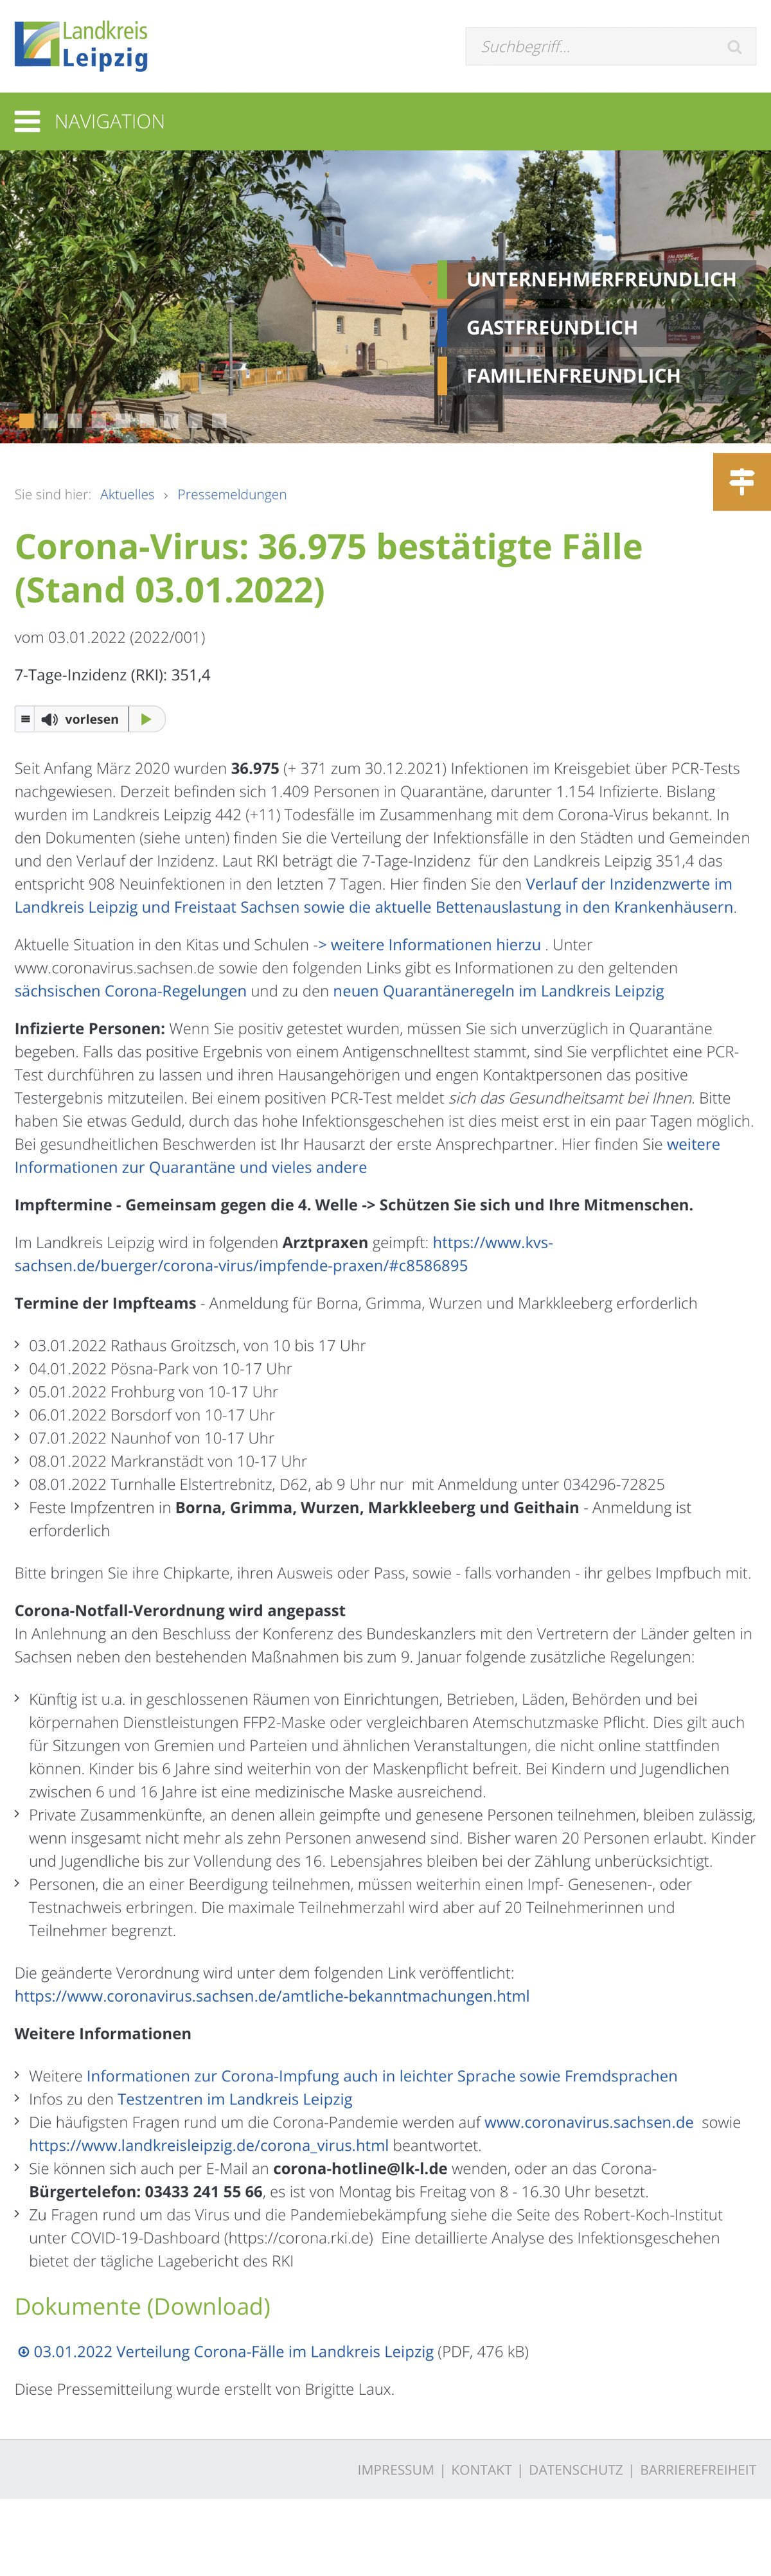 Landkreis
Leipzig
Suchbegriff...
NAVIGATION
UNTERNEHMERFREUNDLICH
GASTFREUNDLICH
FAMILIENFREUNDLICH
Sie sind hier: Aktuelles › Pressemeldungen
Corona-Virus: 36.975 bestätigte Fälle
(Stand 03.01.2022)
vom 03.01.2022 (2022/001)
7-Tage-Inzidenz (RKI): 351,4
vorlesen
Seit Anfang März 2020 wurden 36.975 (+ 371 zum 30.12.2021) Infektionen im Kreisgebiet über PCR-Tests
nachgewiesen. Derzeit befinden sich 1.409 Personen in Quarantäne, darunter 1.154 Infizierte. Bislang
wurden im Landkreis Leipzig 442 (+11) Todesfälle im Zusammenhang mit dem Corona-Virus bekannt. In
den Dokumenten (siehe unten) finden Sie die Verteilung der Infektionsfälle in den Städten und Gemeinden
und den Verlauf der Inzidenz. Laut RKI beträgt die 7-Tage-Inzidenz  für den Landkreis Leipzig 351,4 das
entspricht 908 Neuinfektionen in den letzten 7 Tagen. Hier finden Sie den Verlauf der Inzidenzwerte im
Landkreis Leipzig und Freistaat Sachsen sowie die aktuelle Bettenauslastung in den Krankenhäusern.
Aktuelle Situation in den Kitas und Schulen -> weitere Informationen hierzu . Unter
www.coronavirus.sachsen.de sowie den folgenden Links gibt es Informationen zu den geltenden
sächsischen Corona-Regelungen und zu den neuen Quarantäneregeln im Landkreis Leipzig
Infizierte Personen: Wenn Sie positiv getestet wurden, müssen Sie sich unverzüglich in Quarantäne
begeben. Falls das positive Ergebnis von einem Antigenschnelltest stammt, sind Sie verpflichtet eine PCR-
Test durchführen zu lassen und ihren Hausangehörigen und engen Kontaktpersonen das positive
Testergebnis mitzuteilen. Bei einem positiven PCR-Test meldet sich das Gesundheitsamt bei Ihnen. Bitte
haben Sie etwas Geduld, durch das hohe Infektionsgeschehen ist dies meist erst in ein paar Tagen möglich.
Bei gesundheitlichen Beschwerden ist Ihr Hausarzt der erste Ansprechpartner. Hier finden Sie weitere
Informationen zur Quarantäne und vieles andere
Impftermine - Gemeinsam gegen die 4. Welle -> Schützen Sie sich und Ihre Mitmenschen.
Im Landkreis Leipzig wird in folgenden Arztpraxen geimpft: https://www.kvs-
sachsen.de/buerger/corona-virus/impfende-praxen/#c8586895
Termine der Impfteams - Anmeldung für Borna, Grimma, Wurzen und Markkleeberg erforderlich
03.01.2022 Rathaus Groitzsch, von 10 bis 17 Uhr
04.01.2022 Pösna-Park von 10-17 Uhr
05.01.2022 Frohburg von 10-17 Uhr
06.01.2022 Borsdorf von 10-17 Uhr
07.01.2022 Naunhof von 10-17 Uhr
08.01.2022 Markranstädt von 10-17 Uhr
08.01.2022 Turnhalle Elstertrebnitz, D62, ab 9 Uhr nur  mit Anmeldung unter 034296-72825
Feste Impfzentren in Borna, Grimma, Wurzen, Markkleeberg und Geithain - Anmeldung ist
erforderlich
Bitte bringen Sie ihre Chipkarte, ihren Ausweis oder Pass, sowie - falls vorhanden - ihr gelbes Impfbuch mit.
Corona-Notfall-Verordnung wird angepasst
In Anlehnung an den Beschluss der Konferenz des Bundeskanzlers mit den Vertretern der Länder gelten in
Sachsen neben den bestehenden Maßnahmen bis zum 9. Januar folgende zusätzliche Regelungen:
Künftig ist u.a. in geschlossenen Räumen von Einrichtungen, Betrieben, Läden, Behörden und bei
körpernahen Dienstleistungen FFP2-Maske oder vergleichbaren Atemschutzmaske Pflicht. Dies gilt auch
für Sitzungen von Gremien und Parteien und ähnlichen Veranstaltungen, die nicht online stattfinden
können. Kinder bis 6 Jahre sind weiterhin von der Maskenpflicht befreit. Bei Kindern und Jugendlichen
zwischen 6 und 16 Jahre ist eine medizinische Maske ausreichend.
Private Zusammenkünfte, an denen allein geimpfte und genesene Personen teilnehmen, bleiben zulässig,
wenn insgesamt nicht mehr als zehn Personen anwesend sind. Bisher waren 20 Personen erlaubt. Kinder
und Jugendliche bis zur Vollendung des 16. Lebensjahres bleiben bei der Zählung unberücksichtigt.
Personen, die an einer Beerdigung teilnehmen, müssen weiterhin einen Impf- Genesenen-, oder
Testnachweis erbringen. Die maximale Teilnehmerzahl wird aber auf 20 Teilnehmerinnen und
Teilnehmer begrenzt.
Die geänderte Verordnung wird unter dem folgenden Link veröffentlicht:
https://www.coronavirus.sachsen.de/amtliche-bekanntmachungen.html
Weitere Informationen
Weitere Informationen zur Corona-Impfung auch in leichter Sprache sowie Fremdsprachen
Infos zu den Testzentren im Landkreis Leipzig
Die häufigsten Fragen rund um die Corona-Pandemie werden auf www.coronavirus.sachsen.de  sowie
https://www.landkreisleipzig.de/corona_virus.html beantwortet.
Sie können sich auch per E-Mail an corona-hotline@lk-l.de wenden, oder an das Corona-
Bürgertelefon: 03433 241 55 66, es ist von Montag bis Freitag von 8 - 16.30 Uhr besetzt.
Zu Fragen rund um das Virus und die Pandemiebekämpfung siehe die Seite des Robert-Koch-Institut
unter COVID-19-Dashboard (https://corona.rki.de)  Eine detaillierte Analyse des Infektionsgeschehen
bietet der tägliche Lagebericht des RKI
Dokumente (Download)
03.01.2022 Verteilung Corona-Fälle im Landkreis Leipzig (PDF, 476 kB)
Diese Pressemitteilung wurde erstellt von Brigitte Laux.
IMPRESSUM | KONTAKT | DATENSCHUTZ | BARRIEREFREIHEIT